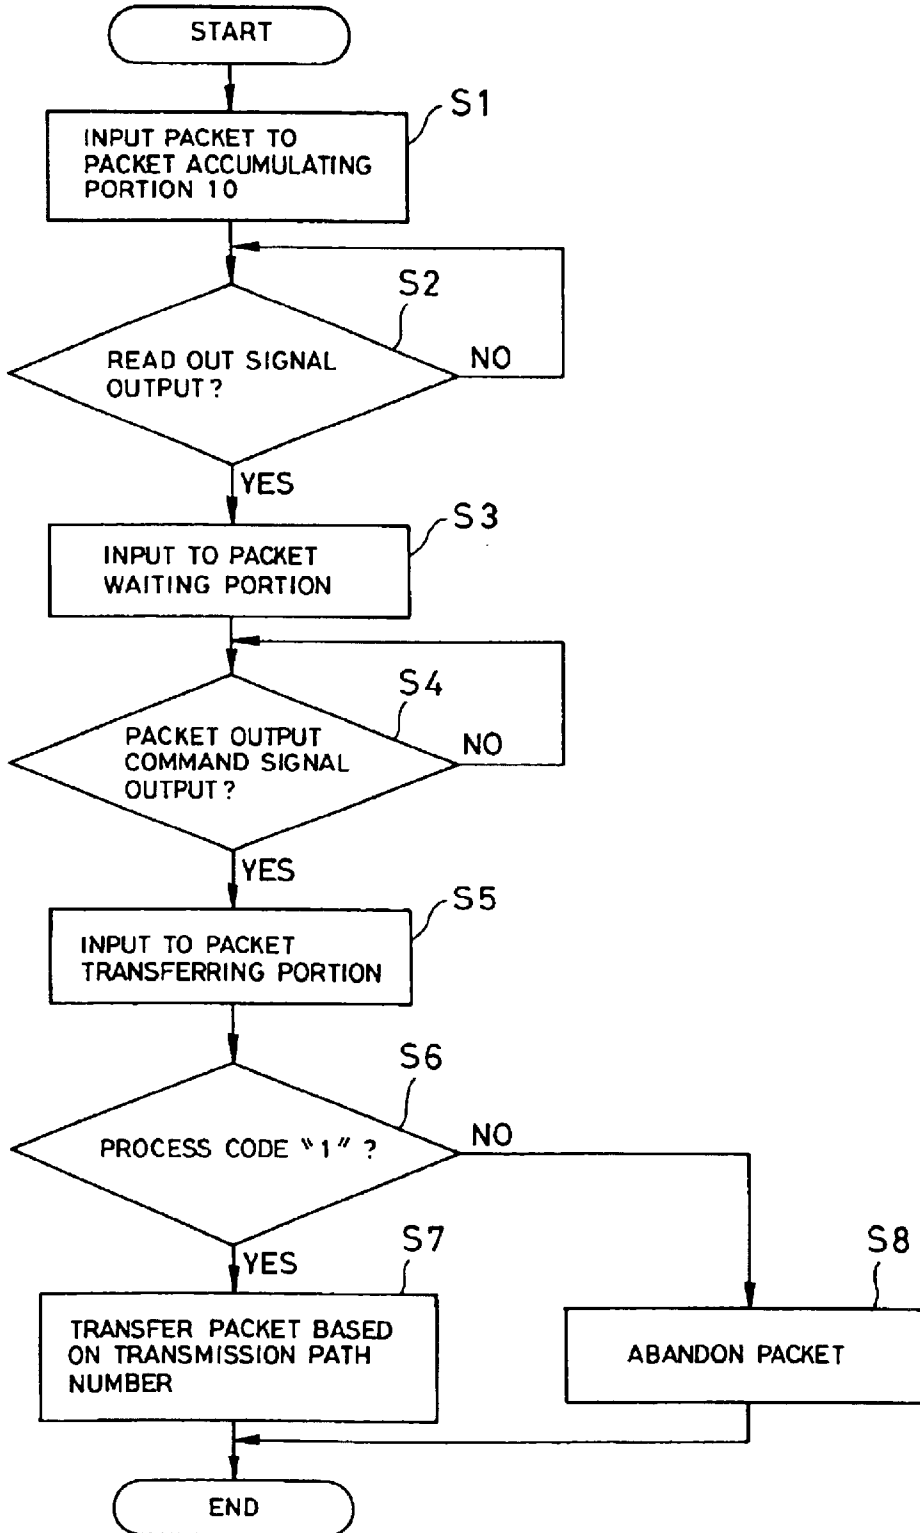 START
S1
INPUT PACKET TO
PACKET ACCUMULATING
PORTION 10
S2
READ OUT SIGNAL
OUTPUT?
NO
YES
S3
INPUT TO PACKET
WAITING PORTION
S4
PACKET OUTPUT
COMMAND SIGNAL
OUTPUT?
NO
YES
S5
INPUT TO PACKET
TRANSFERRING PORTION
S6
PROCESS CODE "1" ?
NO
YES
S7
TRANSFER PACKET BASED
ON TRANSMISSION PATH
NUMBER
S8
ABANDON PACKET
END